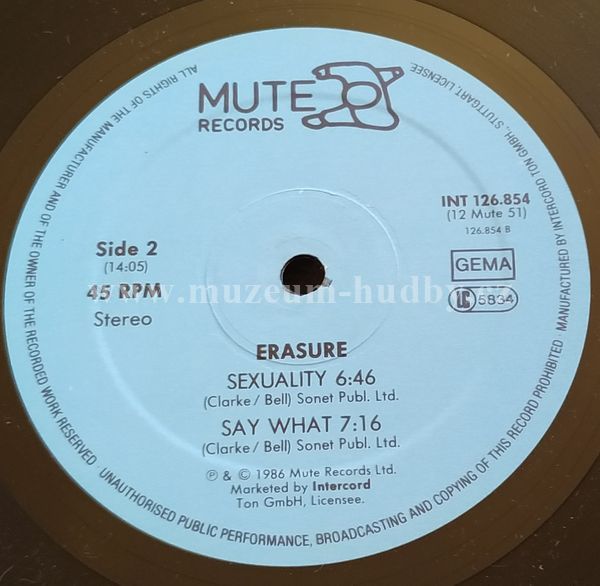 MUTE
RECORDS
INT 126.854
(12 Mute 51)
126.854 B
Side 2
(14:05)
45 RPM
Stereo
GEMA
LC 5834
www.muzeum-hudby.cz
ERASURE
SEXUALITY 6:46
(Clarke / Bell) Sonet Publ. Ltd.
SAY WHAT 7:16
(Clarke / Bell) Sonet Publ. Ltd.
℗ & © 1986 Mute Records Ltd.
Marketed by Intercord
Ton GmbH, Licensee.
ALL RIGHTS OF THE MANUFACTURER AND OF THE OWNER OF THE RECORDED WORK RESERVED
UNAUTHORISED PUBLIC PERFORMANCE, BROADCASTING AND COPYING OF THIS RECORD PROHIBITED
MANUFACTURED BY INTERCORD TON GMBH, STUTTGART, LICENSEE.